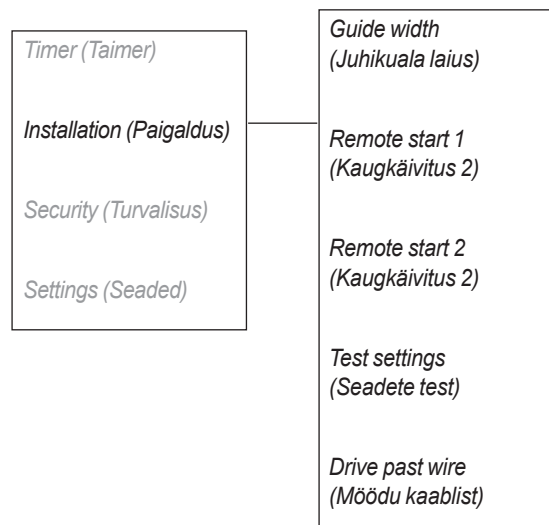 Timer (Taimer)
Installation (Paigaldus)
Security (Turvalisus)
Settings (Seaded)
Guide width
(Juhikuala laius)
Remote start 1
(Kaugkäivitus 2)
Remote start 2
(Kaugkäivitus 2)
Test settings
(Seadete test)
Drive past wire
(Möödu kaablist)